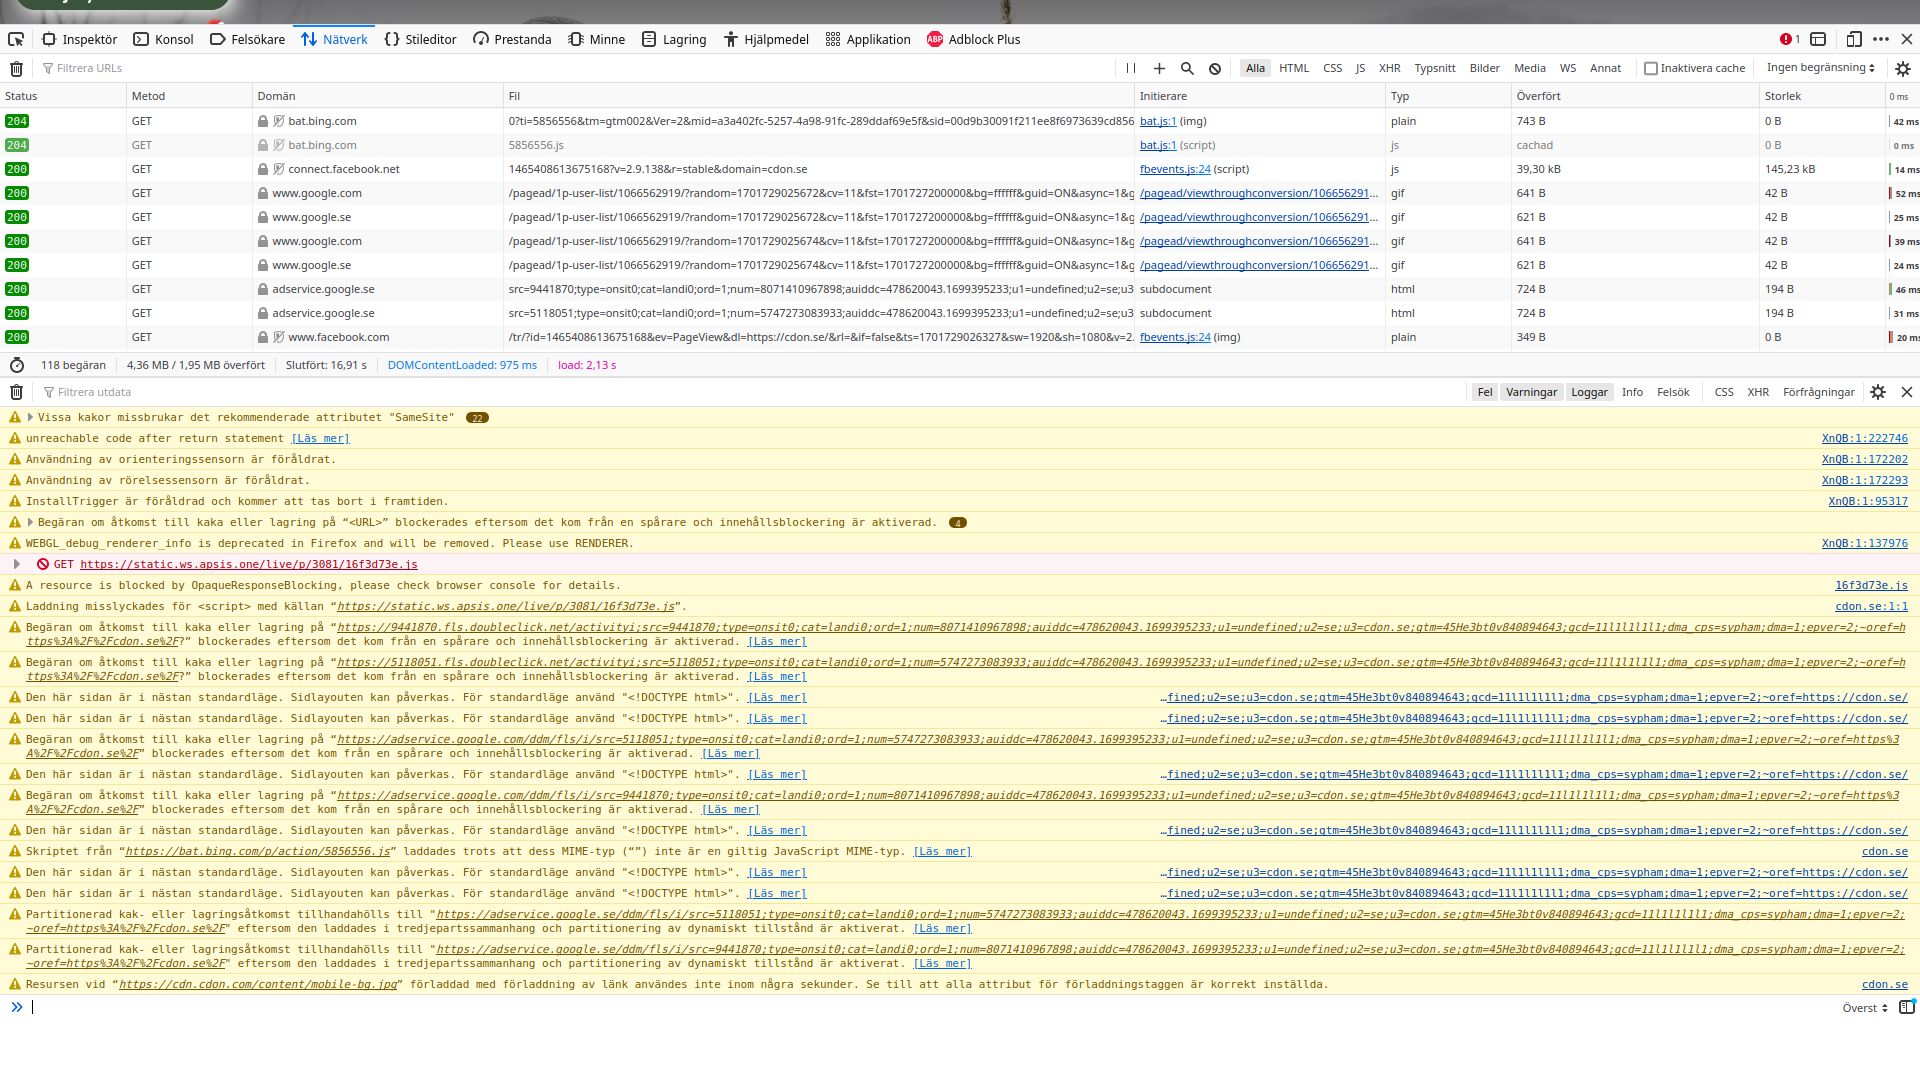 Inspektör Konsol Felsökare Nätverk Stileditor Prestanda Minne Lagring Hjälpmedel Applikation ABP Adblock Plus 1
Filtrera URLs Alla HTML CSS JS XHR Typsnitt Bilder Media WS Annat Inaktivera cache Ingen begränsning
Status Metod Domän Fil Initierare Typ Överfört Storlek 0 ms
204 GET bat.bing.com 0?ti=5856556&tm=gtm002&Ver=2&mid=a3a402fc-5257-4a98-91fc-289ddaf69e5f&sid=00d9b30091f211ee8f6973639cd856 bat.js:1 (img) plain 743 B 0 B 42 ms
204 GET bat.bing.com 5856556.js bat.js:1 (script) js cachad 0 B 0 ms
200 GET connect.facebook.net 1465408613675168?v=2.9.138&r=stable&domain=cdon.se fbevents.js:24 (script) js 39,30 kB 145,23 kB 14 ms
200 GET www.google.com /pagead/1p-user-list/1066562919/?random=1701729025672&cv=11&fst=1701727200000&bg=ffffff&guid=ON&async=1&g /pagead/viewthroughconversion/106656291… gif 641 B 42 B 52 ms
200 GET www.google.se /pagead/1p-user-list/1066562919/?random=1701729025672&cv=11&fst=1701727200000&bg=ffffff&guid=ON&async=1&g /pagead/viewthroughconversion/106656291… gif 621 B 42 B 25 ms
200 GET www.google.com /pagead/1p-user-list/1066562919/?random=1701729025674&cv=11&fst=1701727200000&bg=ffffff&guid=ON&async=1&g /pagead/viewthroughconversion/106656291… gif 641 B 42 B 39 ms
200 GET www.google.se /pagead/1p-user-list/1066562919/?random=1701729025674&cv=11&fst=1701727200000&bg=ffffff&guid=ON&async=1&g /pagead/viewthroughconversion/106656291… gif 621 B 42 B 24 ms
200 GET adservice.google.se src=9441870;type=onsit0;cat=landi0;ord=1;num=8071410967898;auiddc=478620043.1699395233;u1=undefined;u2=se;u3 subdocument html 724 B 194 B 46 ms
200 GET adservice.google.se src=5118051;type=onsit0;cat=landi0;ord=1;num=5747273083933;auiddc=478620043.1699395233;u1=undefined;u2=se;u3 subdocument html 724 B 194 B 31 ms
200 GET www.facebook.com /tr/?id=1465408613675168&ev=PageView&dl=https://cdon.se/&rl=&if=false&ts=1701729026327&sw=1920&sh=1080&v=2. fbevents.js:24 (img) plain 349 B 0 B 20 ms
118 begäran 4,36 MB / 1,95 MB överfört Slutfört: 16,91 s DOMContentLoaded: 975 ms load: 2,13 s
Filtrera utdata Fel Varningar Loggar Info Felsök CSS XHR Förfrågningar
Vissa kakor missbrukar det rekommenderade attributet "SameSite" 22
unreachable code after return statement [Läs mer] XnQB:1:222746
Användning av orienteringssensorn är föråldrat. XnQB:1:172202
Användning av rörelsessensorn är föråldrat. XnQB:1:172293
InstallTrigger är föråldrad och kommer att tas bort i framtiden. XnQB:1:95317
Begäran om åtkomst till kaka eller lagring på “<URL>” blockerades eftersom det kom från en spårare och innehållsblockering är aktiverad. 4
WEBGL_debug_renderer_info is deprecated in Firefox and will be removed. Please use RENDERER. XnQB:1:137976
GET https://static.ws.apsis.one/live/p/3081/16f3d73e.js
A resource is blocked by OpaqueResponseBlocking, please check browser console for details. 16f3d73e.js
Laddning misslyckades för <script> med källan “https://static.ws.apsis.one/live/p/3081/16f3d73e.js”. cdon.se:1:1
Begäran om åtkomst till kaka eller lagring på “https://9441870.fls.doubleclick.net/activityi;src=9441870;type=onsit0;cat=landi0;ord=1;num=8071410967898;auiddc=478620043.1699395233;u1=undefined;u2=se;u3=cdon.se;gtm=45He3bt0v840894643;gcd=11l1l1l1l1;dma_cps=sypham;dma=1;epver=2;~oref=h
ttps%3A%2F%2Fcdon.se%2F?” blockerades eftersom det kom från en spårare och innehållsblockering är aktiverad. [Läs mer]
Begäran om åtkomst till kaka eller lagring på “https://5118051.fls.doubleclick.net/activityi;src=5118051;type=onsit0;cat=landi0;ord=1;num=5747273083933;auiddc=478620043.1699395233;u1=undefined;u2=se;u3=cdon.se;gtm=45He3bt0v840894643;gcd=11l1l1l1l1;dma_cps=sypham;dma=1;epver=2;~oref=h
ttps%3A%2F%2Fcdon.se%2F?” blockerades eftersom det kom från en spårare och innehållsblockering är aktiverad. [Läs mer]
Den här sidan är i nästan standardläge. Sidlayouten kan påverkas. För standardläge använd "<!DOCTYPE html>". [Läs mer] …fined;u2=se;u3=cdon.se;gtm=45He3bt0v840894643;gcd=11l1l1l1l1;dma_cps=sypham;dma=1;epver=2;~oref=https://cdon.se/
Den här sidan är i nästan standardläge. Sidlayouten kan påverkas. För standardläge använd "<!DOCTYPE html>". [Läs mer] …fined;u2=se;u3=cdon.se;gtm=45He3bt0v840894643;gcd=11l1l1l1l1;dma_cps=sypham;dma=1;epver=2;~oref=https://cdon.se/
Begäran om åtkomst till kaka eller lagring på “https://adservice.google.com/ddm/fls/i/src=5118051;type=onsit0;cat=landi0;ord=1;num=5747273083933;auiddc=478620043.1699395233;u1=undefined;u2=se;u3=cdon.se;gtm=45He3bt0v840894643;gcd=11l1l1l1l1;dma_cps=sypham;dma=1;epver=2;~oref=https%3
A%2F%2Fcdon.se%2F” blockerades eftersom det kom från en spårare och innehållsblockering är aktiverad. [Läs mer]
Den här sidan är i nästan standardläge. Sidlayouten kan påverkas. För standardläge använd "<!DOCTYPE html>". [Läs mer] …fined;u2=se;u3=cdon.se;gtm=45He3bt0v840894643;gcd=11l1l1l1l1;dma_cps=sypham;dma=1;epver=2;~oref=https://cdon.se/
Begäran om åtkomst till kaka eller lagring på “https://adservice.google.com/ddm/fls/i/src=9441870;type=onsit0;cat=landi0;ord=1;num=8071410967898;auiddc=478620043.1699395233;u1=undefined;u2=se;u3=cdon.se;gtm=45He3bt0v840894643;gcd=11l1l1l1l1;dma_cps=sypham;dma=1;epver=2;~oref=https%3
A%2F%2Fcdon.se%2F” blockerades eftersom det kom från en spårare och innehållsblockering är aktiverad. [Läs mer]
Den här sidan är i nästan standardläge. Sidlayouten kan påverkas. För standardläge använd "<!DOCTYPE html>". [Läs mer] …fined;u2=se;u3=cdon.se;gtm=45He3bt0v840894643;gcd=11l1l1l1l1;dma_cps=sypham;dma=1;epver=2;~oref=https://cdon.se/
Skriptet från “https://bat.bing.com/p/action/5856556.js” laddades trots att dess MIME-typ (“”) inte är en giltig JavaScript MIME-typ. [Läs mer] cdon.se
Den här sidan är i nästan standardläge. Sidlayouten kan påverkas. För standardläge använd "<!DOCTYPE html>". [Läs mer] …fined;u2=se;u3=cdon.se;gtm=45He3bt0v840894643;gcd=11l1l1l1l1;dma_cps=sypham;dma=1;epver=2;~oref=https://cdon.se/
Den här sidan är i nästan standardläge. Sidlayouten kan påverkas. För standardläge använd "<!DOCTYPE html>". [Läs mer] …fined;u2=se;u3=cdon.se;gtm=45He3bt0v840894643;gcd=11l1l1l1l1;dma_cps=sypham;dma=1;epver=2;~oref=https://cdon.se/
Partitionerad kak- eller lagringsåtkomst tillhandahölls till "https://adservice.google.se/ddm/fls/i/src=5118051;type=onsit0;cat=landi0;ord=1;num=5747273083933;auiddc=478620043.1699395233;u1=undefined;u2=se;u3=cdon.se;gtm=45He3bt0v840894643;gcd=11l1l1l1l1;dma_cps=sypham;dma=1;epver=2;
~oref=https%3A%2F%2Fcdon.se%2F" eftersom den laddades i tredjepartssammanhang och partitionering av dynamiskt tillstånd är aktiverat. [Läs mer]
Partitionerad kak- eller lagringsåtkomst tillhandahölls till "https://adservice.google.se/ddm/fls/i/src=9441870;type=onsit0;cat=landi0;ord=1;num=8071410967898;auiddc=478620043.1699395233;u1=undefined;u2=se;u3=cdon.se;gtm=45He3bt0v840894643;gcd=11l1l1l1l1;dma_cps=sypham;dma=1;epver=2;
~oref=https%3A%2F%2Fcdon.se%2F" eftersom den laddades i tredjepartssammanhang och partitionering av dynamiskt tillstånd är aktiverat. [Läs mer]
Resursen vid “https://cdn.cdon.com/content/mobile-bg.jpg” förladdad med förladdning av länk användes inte inom några sekunder. Se till att alla attribut för förladdningstaggen är korrekt inställda. cdon.se
Överst